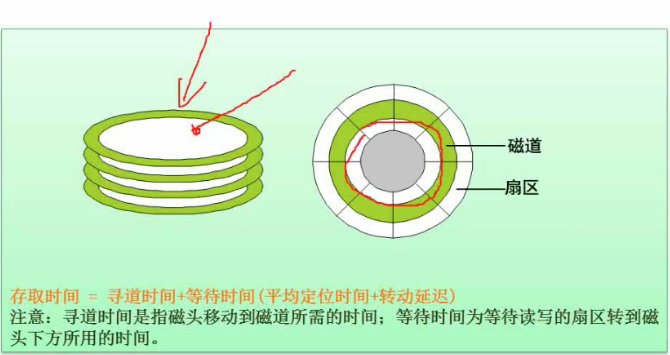 磁道
扇区
存取时间 = 寻道时间+等待时间(平均定位时间+转动延迟)
注意：寻道时间是指磁头移动到磁道所需的时间；等待时间为等待读写的扇区转到磁
头下方所用的时间。